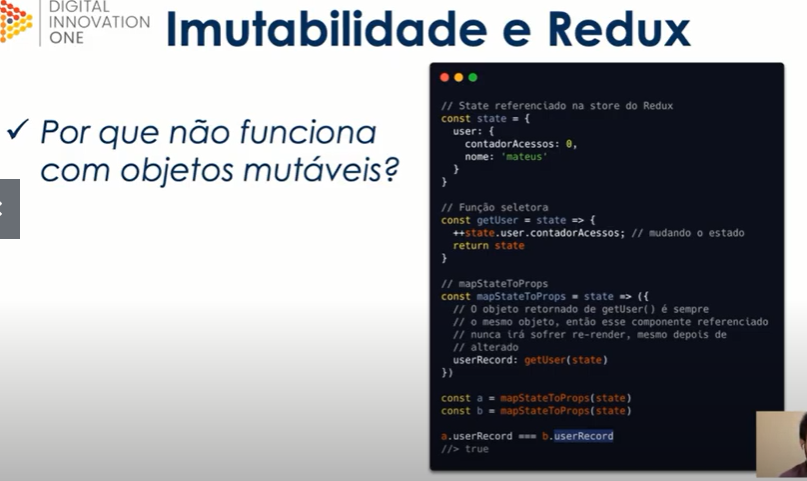 DIGITAL
INNOVATION
ONE
Imutabilidade e Redux
✓ Por que não funciona
com objetos mutáveis?
// State referenciado na store do Redux
const state = {
  user: {
    contadorAcessos: 0,
    nome: 'mateus'
  }
}
// Função seletora
const getUser = state => {
  ++state.user.contadorAcessos; // mudando o estado
  return state
}
// mapStateToProps
const mapStateToProps = state => ({
  // O objeto retornado de getUser() é sempre
  // o mesmo objeto, então esse componente referenciado
  // nunca irá sofrer re-render, mesmo depois de
  // alterado
  userRecord: getUser(state)
})
const a = mapStateToProps(state)
const b = mapStateToProps(state)
a.userRecord === b.userRecord
//> true